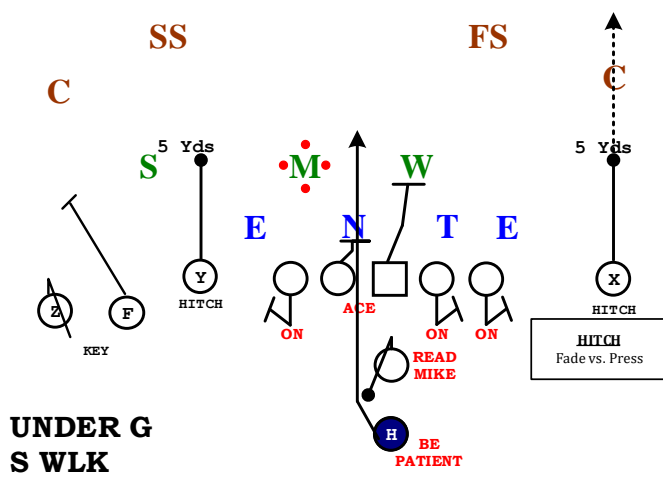 SS
FS
C
C
5 Yds
5 Yds
S
M
W
E
N
T
E
Y
X
HITCH
HITCH
Z
F
ACE
KEY
ON
ON
ON
HITCH
Fade vs. Press
READ
MIKE
H
BE
PATIENT
UNDER G
S WLK